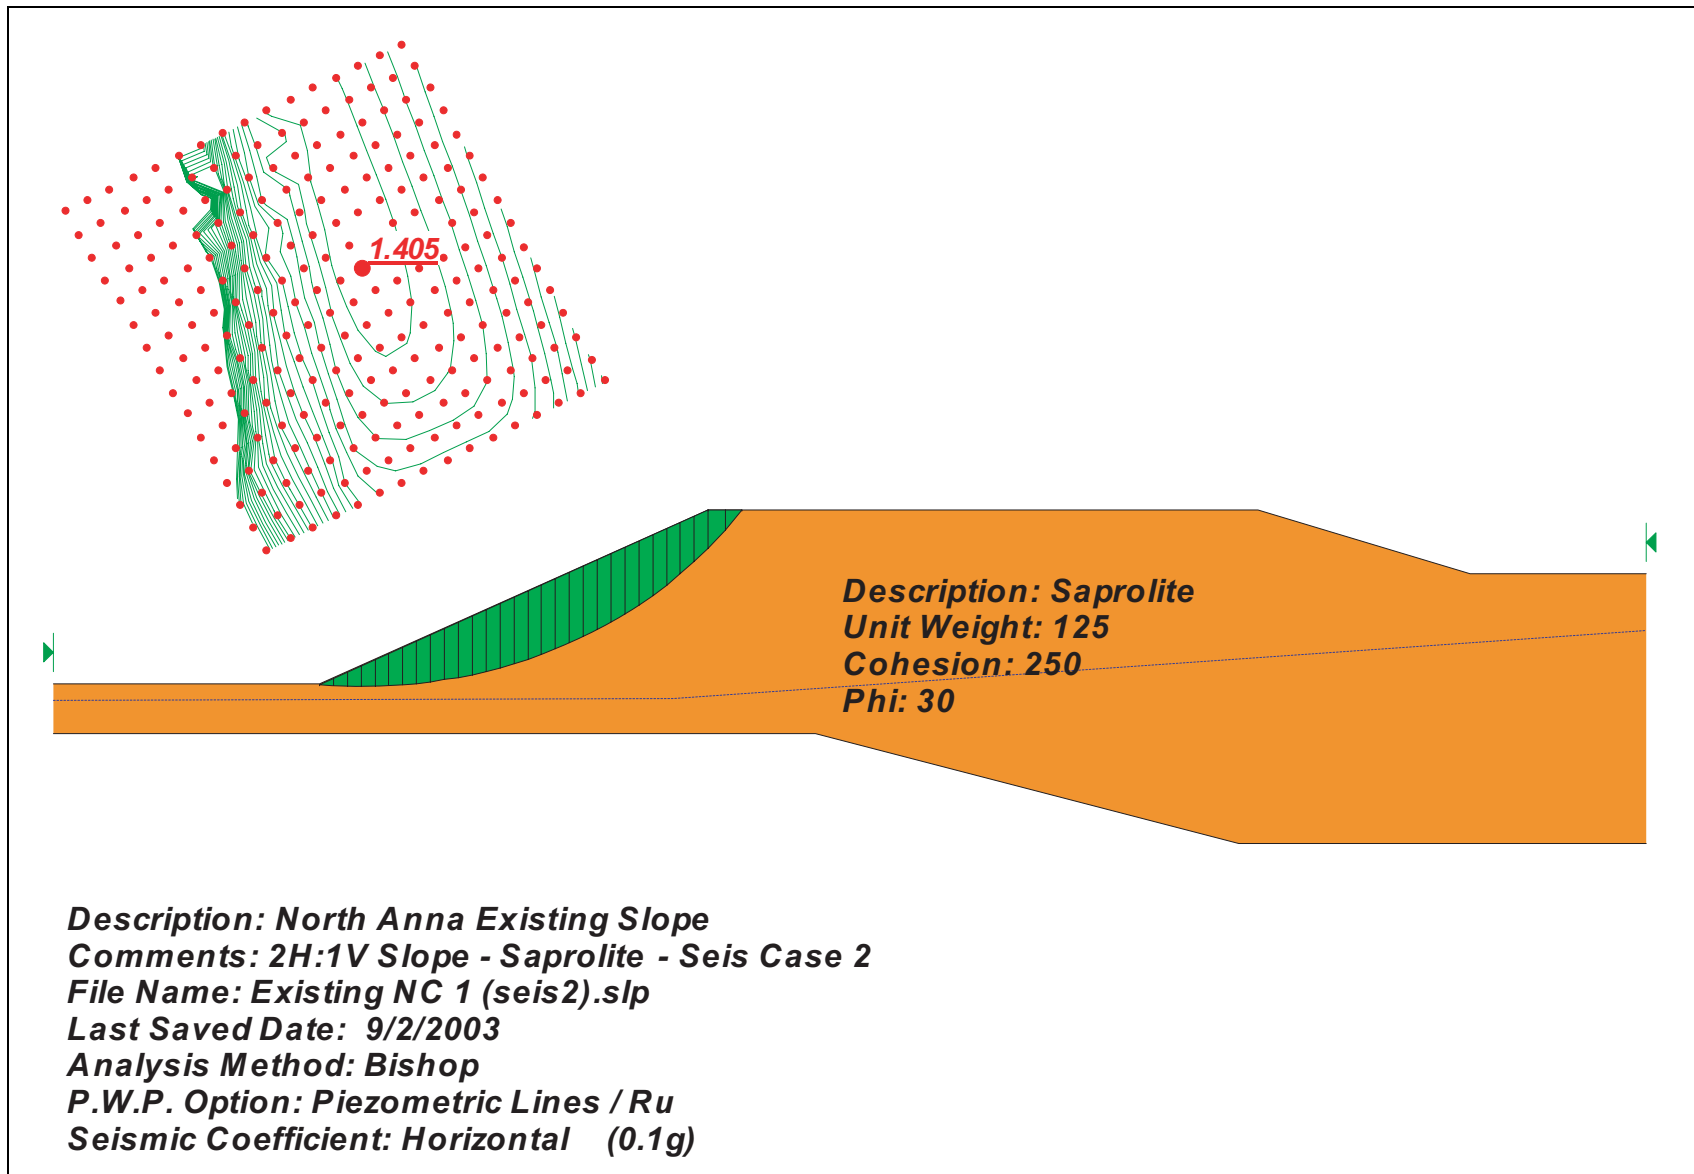 1.405
Description: Saprolite
Unit Weight: 125
Cohesion: 250
Phi: 30
Description: North Anna Existing Slope
Comments: 2H:1V Slope - Saprolite - Seis Case 2
File Name: Existing NC 1 (seis2).slp
Last Saved Date: 9/2/2003
Analysis Method: Bishop
P.W.P. Option: Piezometric Lines / Ru
Seismic Coefficient: Horizontal (0.1g)